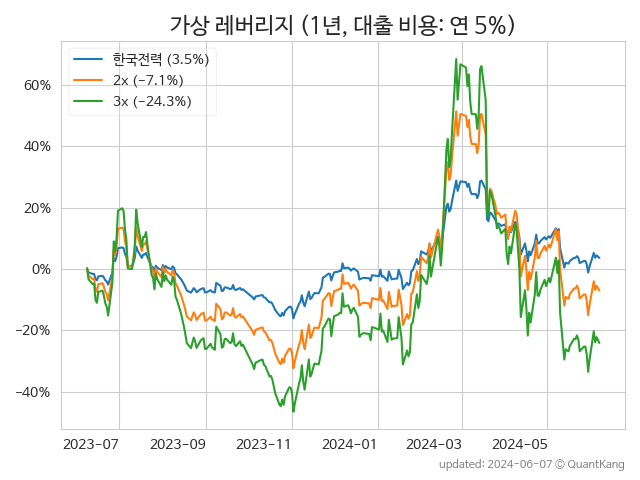 가상 레버리지 (1년, 대출 비용: 연 5%)
한국전력 (3.5%)
2x (−7.1%)
3x (−24.3%)
60%
40%
20%
0%
−20%
−40%
2023-07
2023-09
2023-11
2024-01
2024-03
2024-05
updated: 2024-06-07 © QuantKang